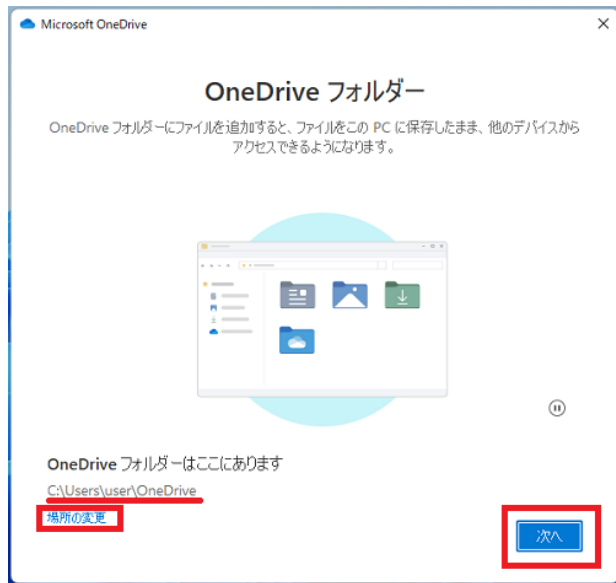 Microsoft OneDrive
OneDrive フォルダー
OneDrive フォルダーにファイルを追加すると、ファイルをこの PC に保存したまま、他のデバイスから
アクセスできるようになります。
OneDrive フォルダーはここにあります
C:\Users\user\OneDrive
場所の変更
次へ